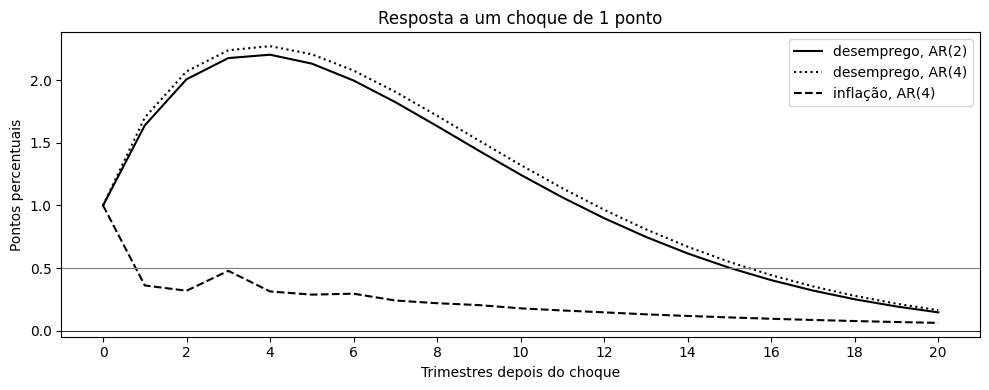 Resposta a um choque de 1 ponto
desemprego, AR(2)
desemprego, AR(4)
inflação, AR(4)
Pontos percentuais
2.0
1.5
1.0
0.5
0.0
0 2 4 6 8 10 12 14 16 18 20
Trimestres depois do choque